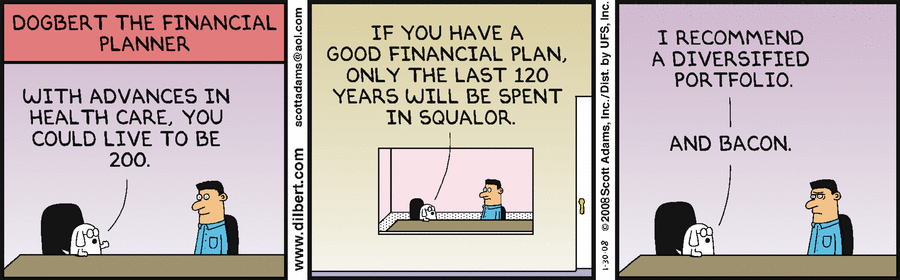 DOGBERT THE FINANCIAL
PLANNER
WITH ADVANCES IN
HEALTH CARE, YOU
COULD LIVE TO BE
200.
www.dilbert.com
scottadams@aol.com
IF YOU HAVE A
GOOD FINANCIAL PLAN,
ONLY THE LAST 120
YEARS WILL BE SPENT
IN SQUALOR.
1-30-08 ©2008 Scott Adams, Inc./Dist. by UFS, Inc.
I RECOMMEND
A DIVERSIFIED
PORTFOLIO.
AND BACON.